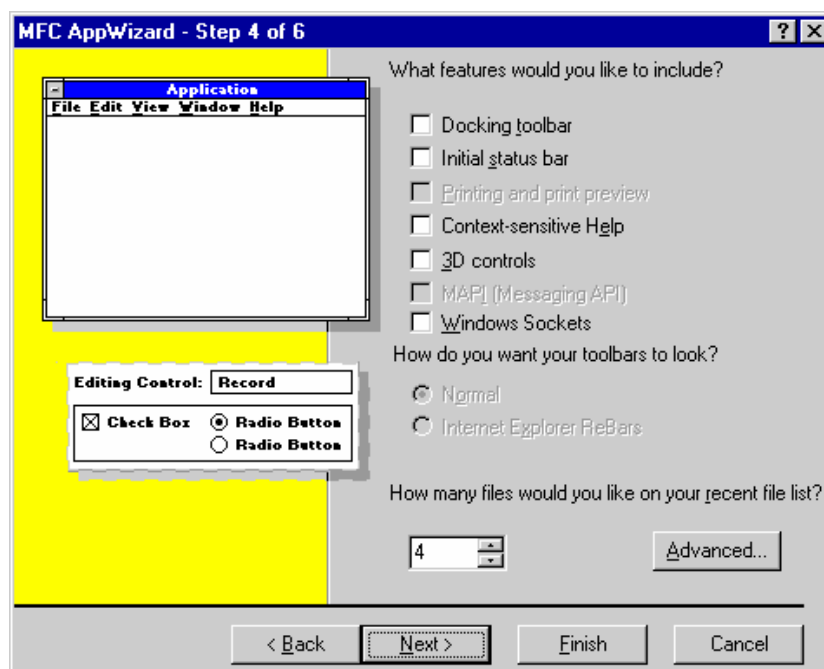 MFC AppWizard - Step 4 of 6
Application
File Edit View Window Help
Editing Control: Record
Check Box
Radio Button
Radio Button
What features would you like to include?
Docking toolbar
Initial status bar
Printing and print preview
Context-sensitive Help
3D controls
MAPI (Messaging API)
Windows Sockets
How do you want your toolbars to look?
Normal
Internet Explorer ReBars
How many files would you like on your recent file list?
4
Advanced...
< Back
Next >
Finish
Cancel